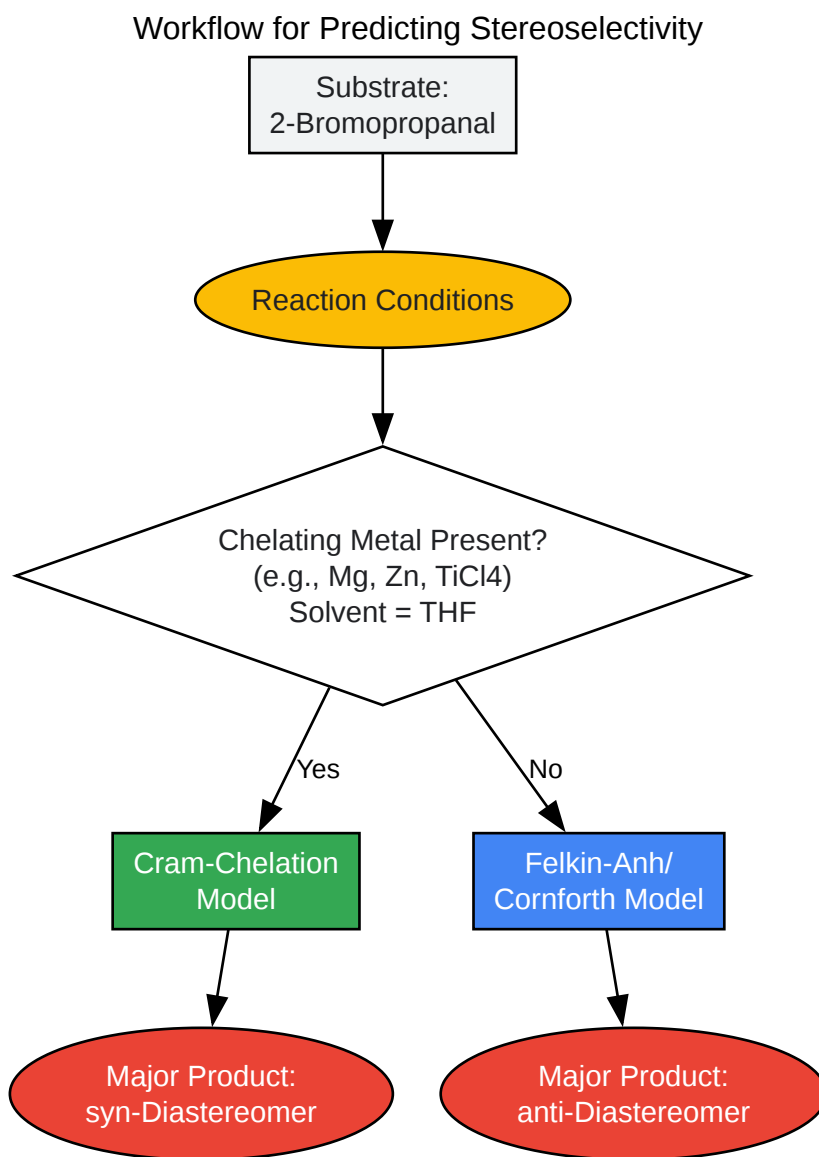 Workflow for Predicting Stereoselectivity
Substrate:
2-Bromopropanal
Reaction Conditions
Chelating Metal Present?
(e.g., Mg, Zn, TiCl4)
Solvent = THF
Yes
No
Cram-Chelation
Model
Felkin-Anh/
Cornforth Model
Major Product:
syn-Diastereomer
Major Product:
anti-Diastereomer